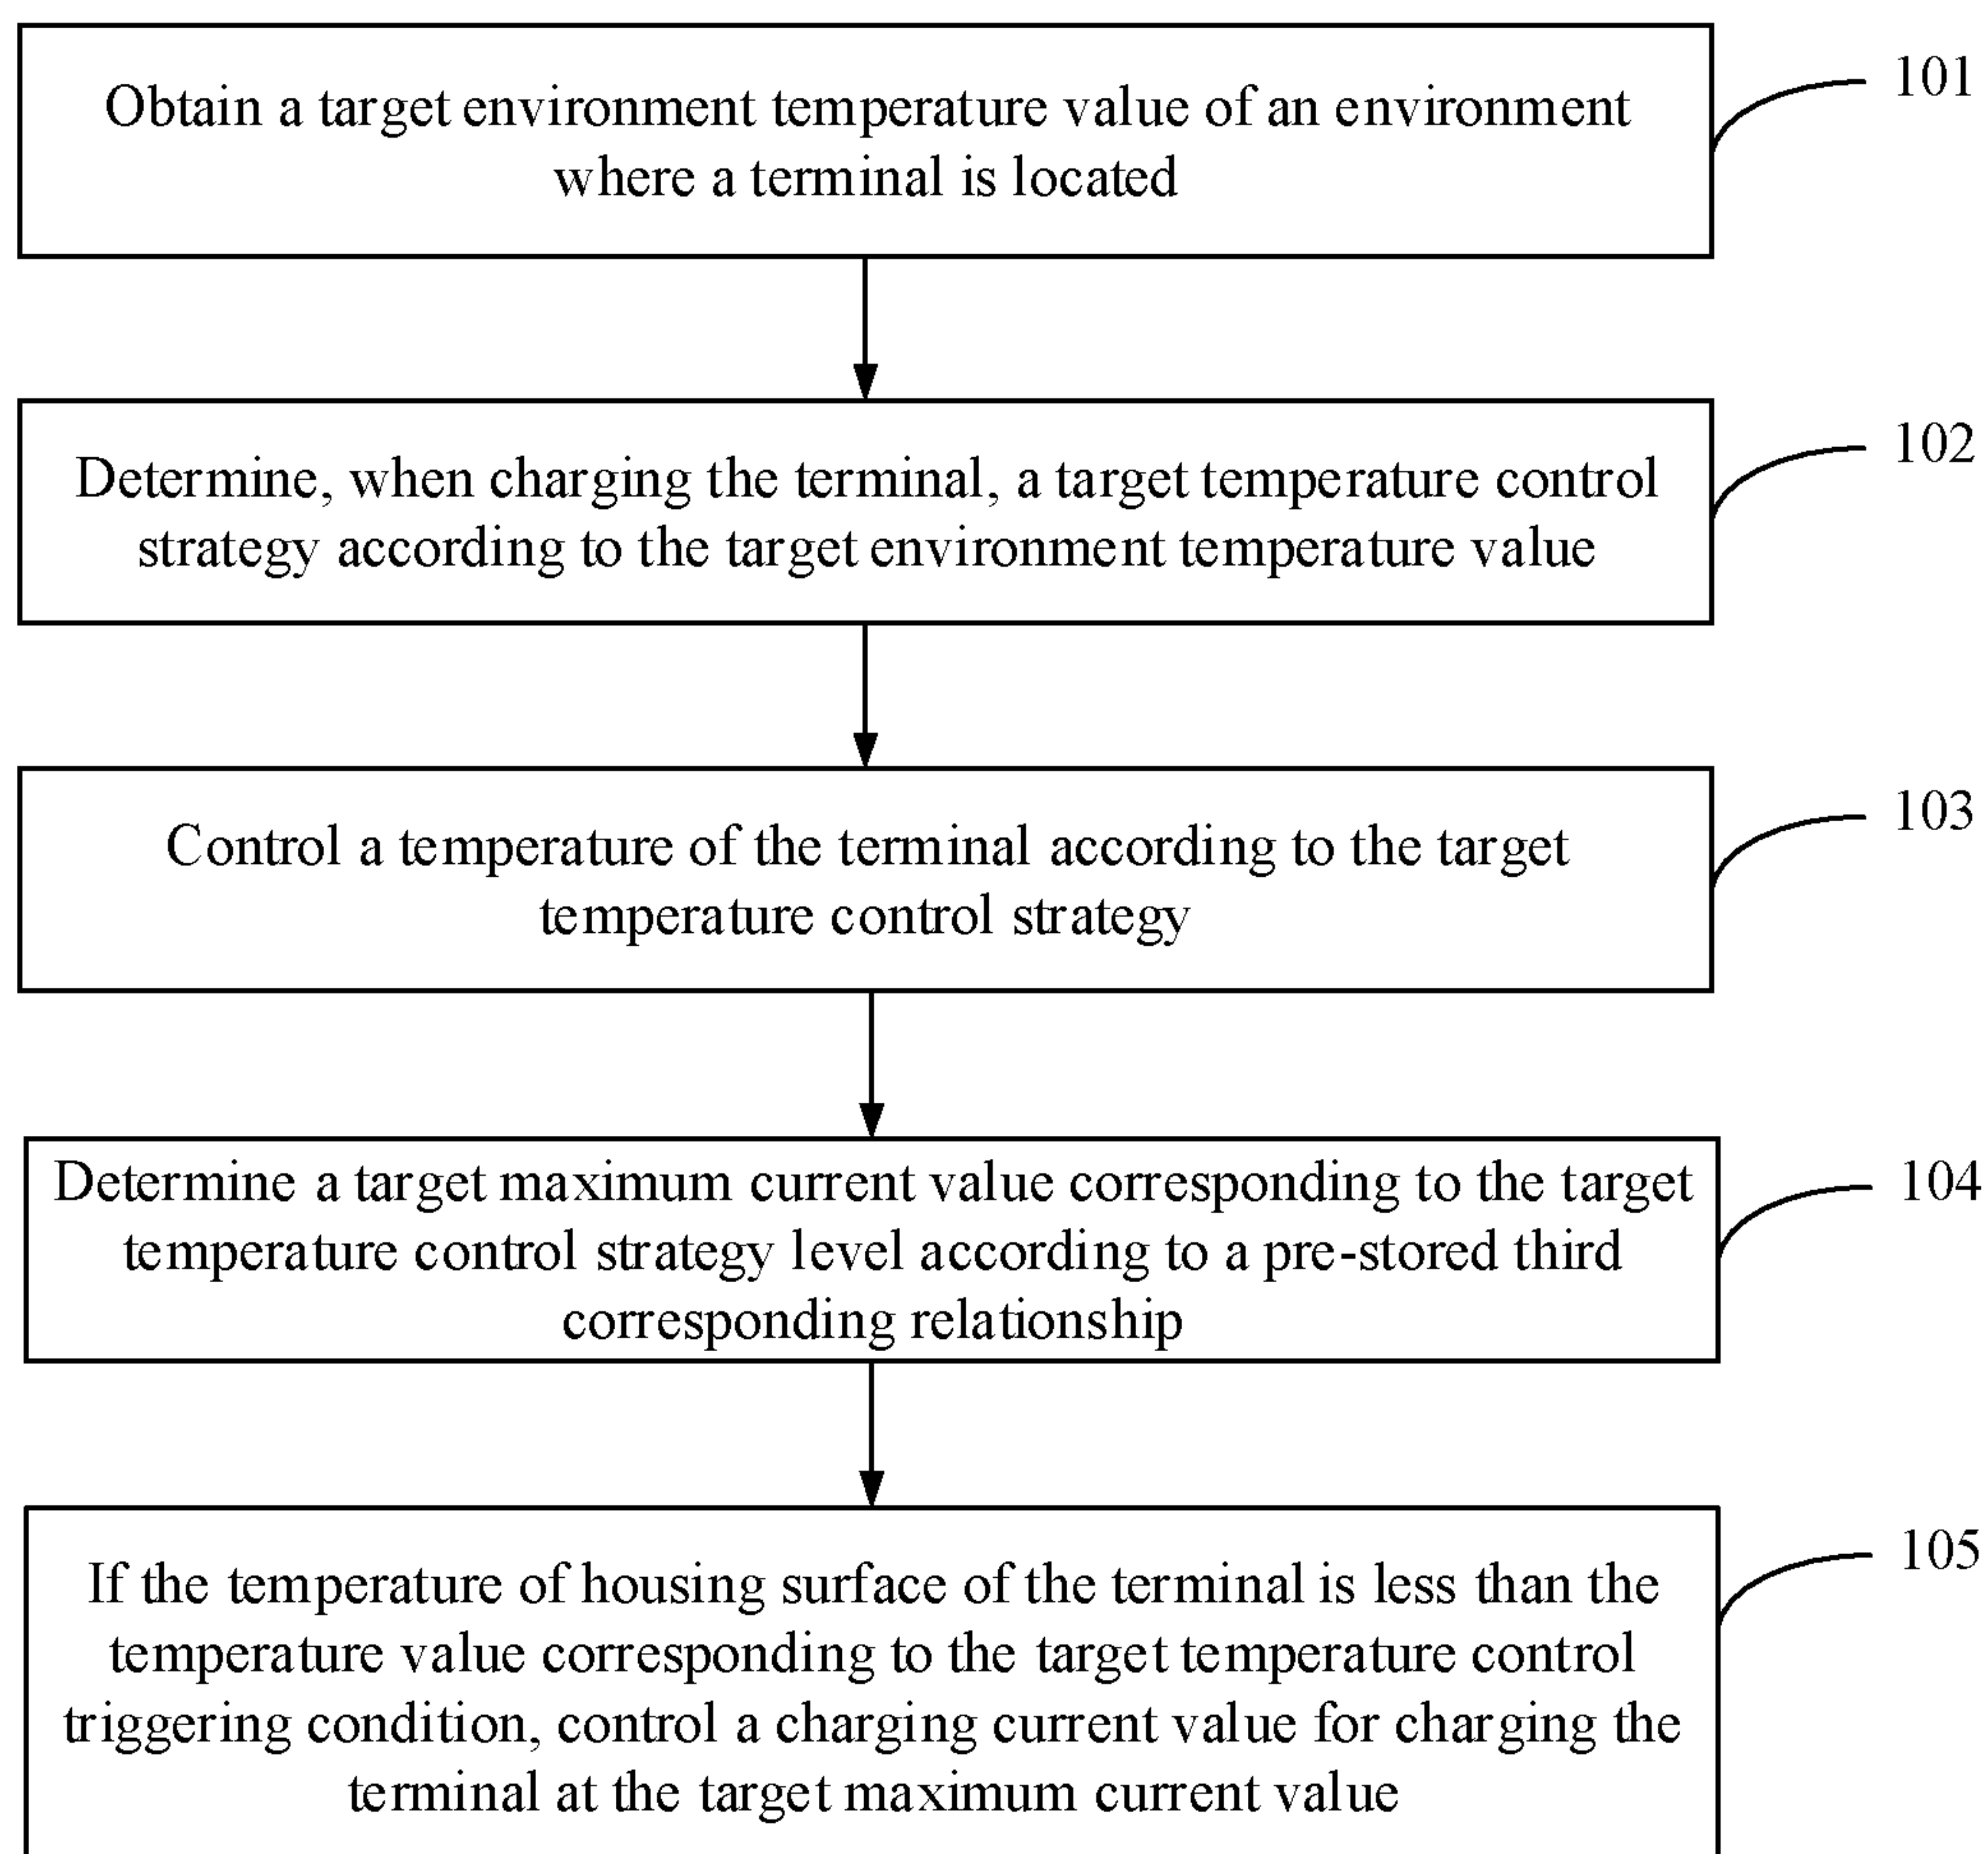 Obtain a target environment temperature value of an environment
where a terminal is located
101
Determine, when charging the terminal, a target temperature control
strategy according to the target environment temperature value
102
Control a temperature of the terminal according to the target
temperature control strategy
103
Determine a target maximum current value corresponding to the target
temperature control strategy level according to a pre-stored third
corresponding relationship
104
If the temperature of housing surface of the terminal is less than the
temperature value corresponding to the target temperature control
triggering condition, control a charging current value for charging the
terminal at the target maximum current value
105